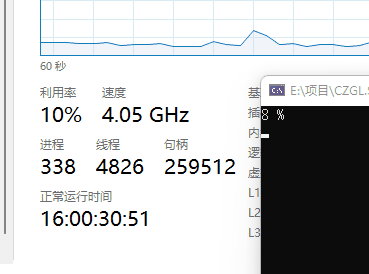 60 秒
利用率 速度
10% 4.05 GHz
进程 线程 句柄
338 4826 259512
正常运行时间
16:00:30:51
基
插
内
逻
虚
L1
L2
L3
E:\项目\CZGL.S
8 %